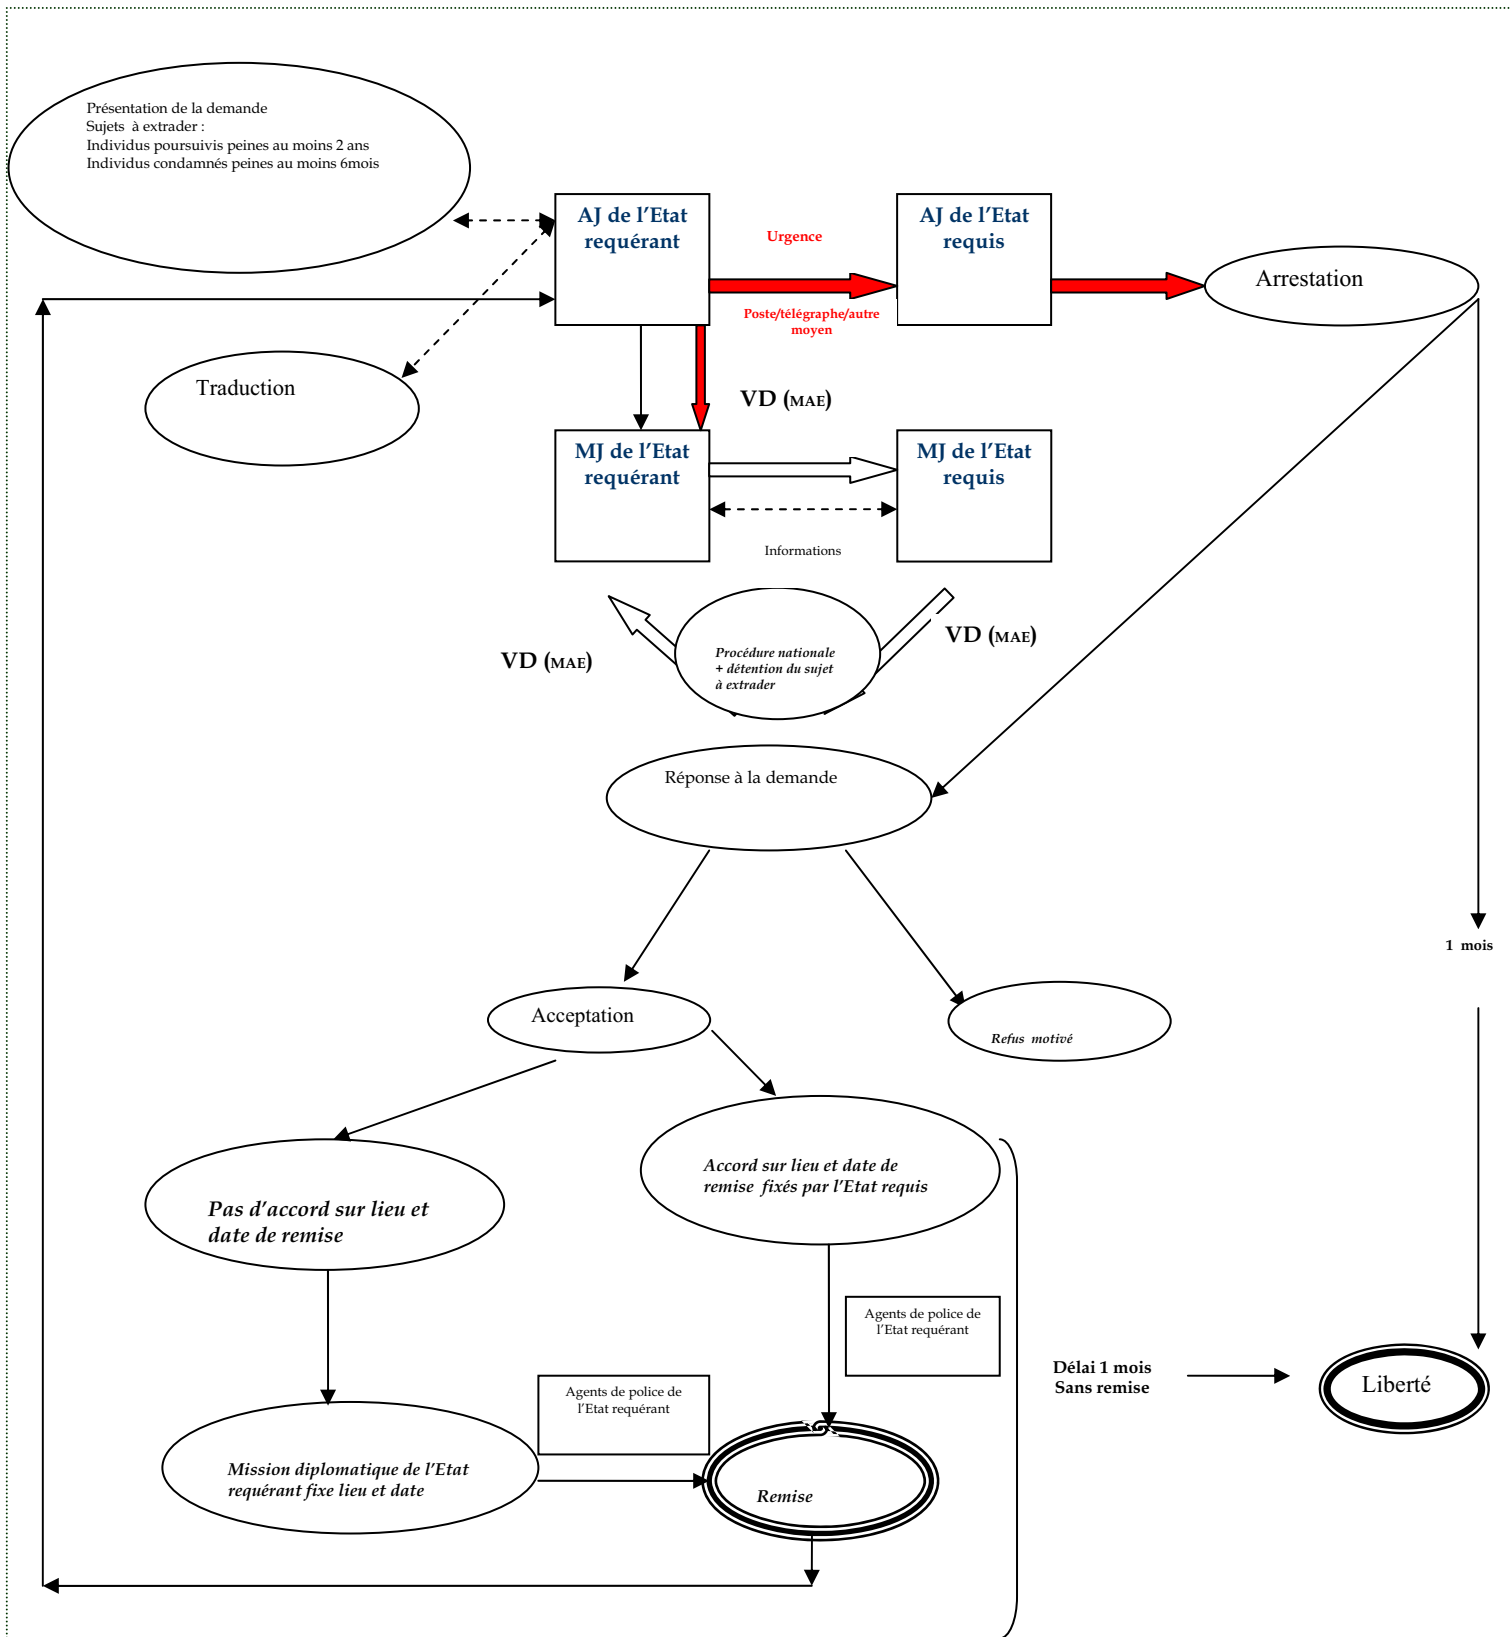 Présentation de la demande
Sujets à extrader :
Individus poursuivis peines au moins 2 ans
Individus condamnés peines au moins 6mois
AJ de l'Etat
requérant
Urgence
AJ de l'Etat
requis
Arrestation
Poste/télégraphe/autre
moyen
Traduction
VD (MAE)
MJ de l'Etat
requérant
MJ de l'Etat
requis
Informations
VD (MAE)
Procédure nationale
+ détention du sujet
à extrader
VD (MAE)
Réponse à la demande
1 mois
Acceptation
Refus motivé
Accord sur lieu et date de
remise fixés par l'Etat requis
Pas d'accord sur lieu et
date de remise
Agents de police de
l'Etat requérant
Délai 1 mois
Sans remise
Liberté
Agents de police de
l'Etat requérant
Mission diplomatique de l'Etat
requérant fixe lieu et date
Remise